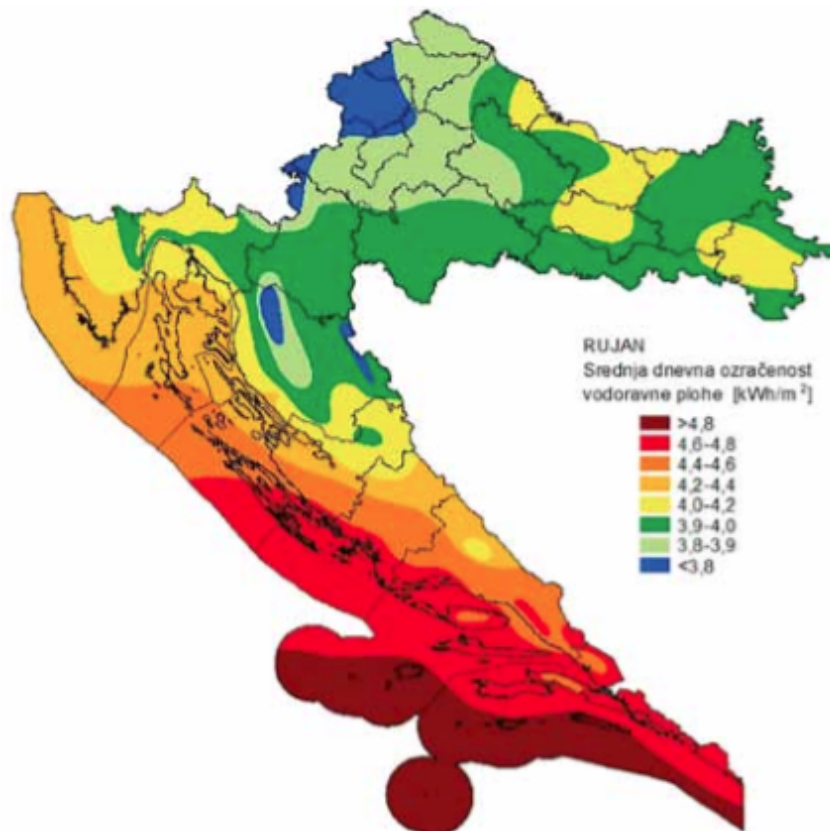 RUJAN
Srednja dnevna ozračenost
vodoravne plohe [kWh/m²]
>4,8
4,6-4,8
4,4-4,6
4,2-4,4
4,0-4,2
3,9-4,0
3,8-3,9
<3,8